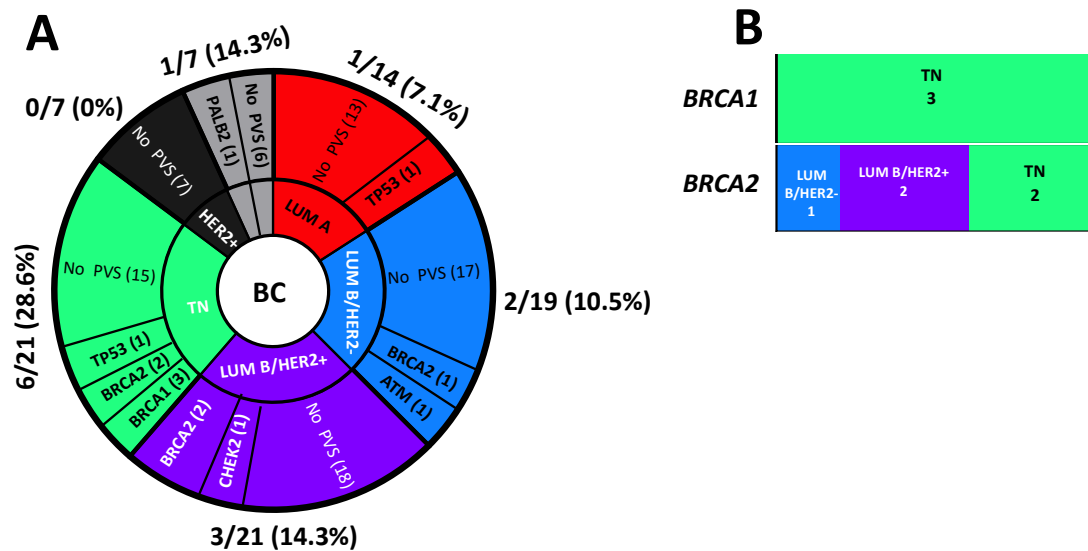 A
B
1/7 (14.3%)
1/14 (7.1%)
0/7 (0%)
2/19 (10.5%)
6/21 (28.6%)
3/21 (14.3%)
BC
LUM A
No PVS (13)
TP53 (1)
LUM B/HER2-
No PVS (17)
BRCA2 (1)
ATM (1)
LUM B/HER2+
No PVS (18)
CHEK2 (1)
BRCA2 (2)
TN
BRCA1 (3)
BRCA2 (2)
TP53 (1)
No PVS (15)
HER2+
No PVS (7)
PALB2 (1)
No PVS (6)
BRCA1
TN
3
BRCA2
LUM
B/HER2-
1
LUM B/HER2+
2
TN
2